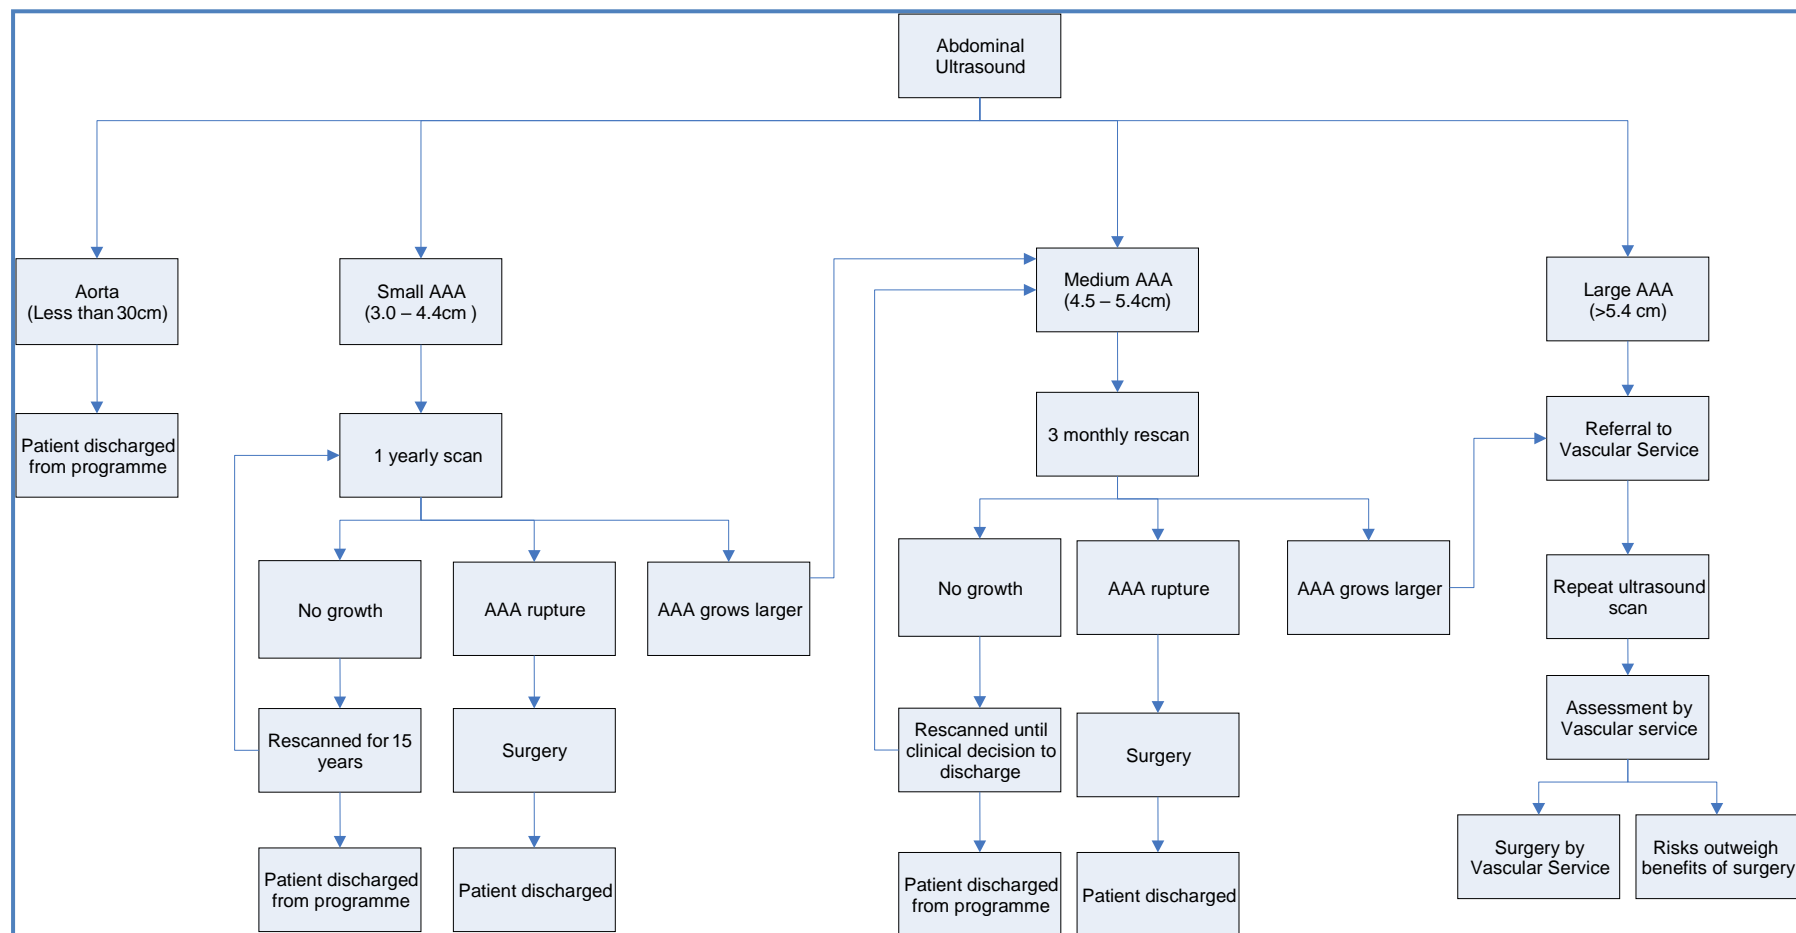 Abdominal
Ultrasound
Aorta
(Less than 30cm)
Small AAA
(3.0 – 4.4cm )
Medium AAA
(4.5 – 5.4cm)
Large AAA
(>5.4 cm)
Patient discharged
from programme
1 yearly scan
3 monthly rescan
Referral to
Vascular Service
No growth
AAA rupture
AAA grows larger
No growth
AAA rupture
AAA grows larger
Repeat ultrasound
scan
Rescanned for 15
years
Surgery
Rescanned until
clinical decision to
discharge
Surgery
Assessment by
Vascular service
Patient discharged
from programme
Patient discharged
Patient discharged
from programme
Patient discharged
Surgery by
Vascular Service
Risks outweigh
benefits of surgery